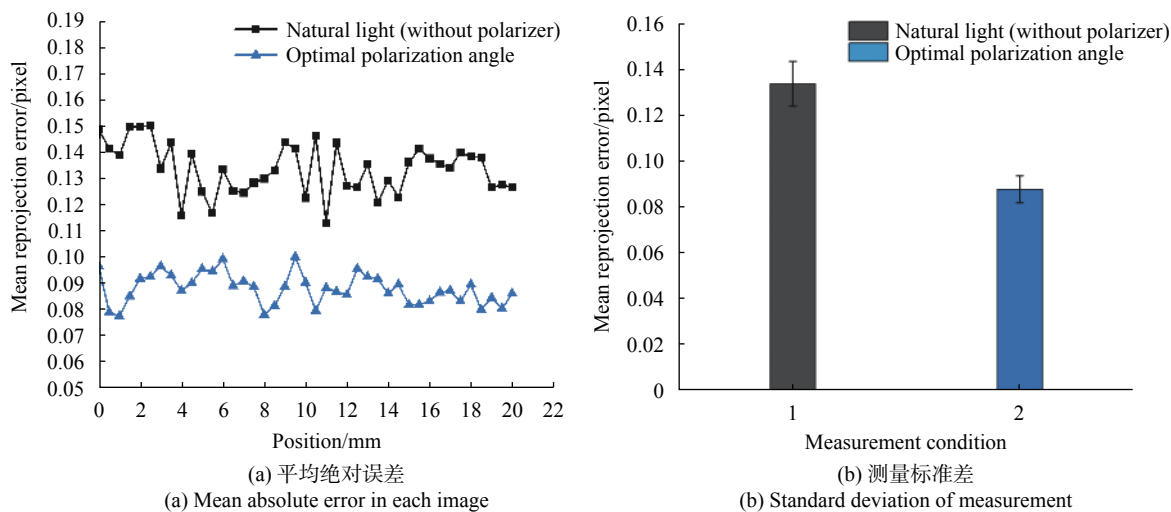 0.19
0.18
0.17
0.16
0.15
0.14
0.13
0.12
0.11
0.10
0.09
0.08
0.07
0.06
0.05
Mean reprojection error/pixel
Natural light (without polarizer)
Optimal polarization angle
0 2 4 6 8 10 12 14 16 18 20 22
Position/mm
(a) 平均绝对误差
(a) Mean absolute error in each image
0.16
0.14
0.12
0.10
0.08
0.06
0.04
0.02
0
Mean reprojection error/pixel
Natural light (without polarizer)
Optimal polarization angle
1 2
Measurement condition
(b) 测量标准差
(b) Standard deviation of measurement